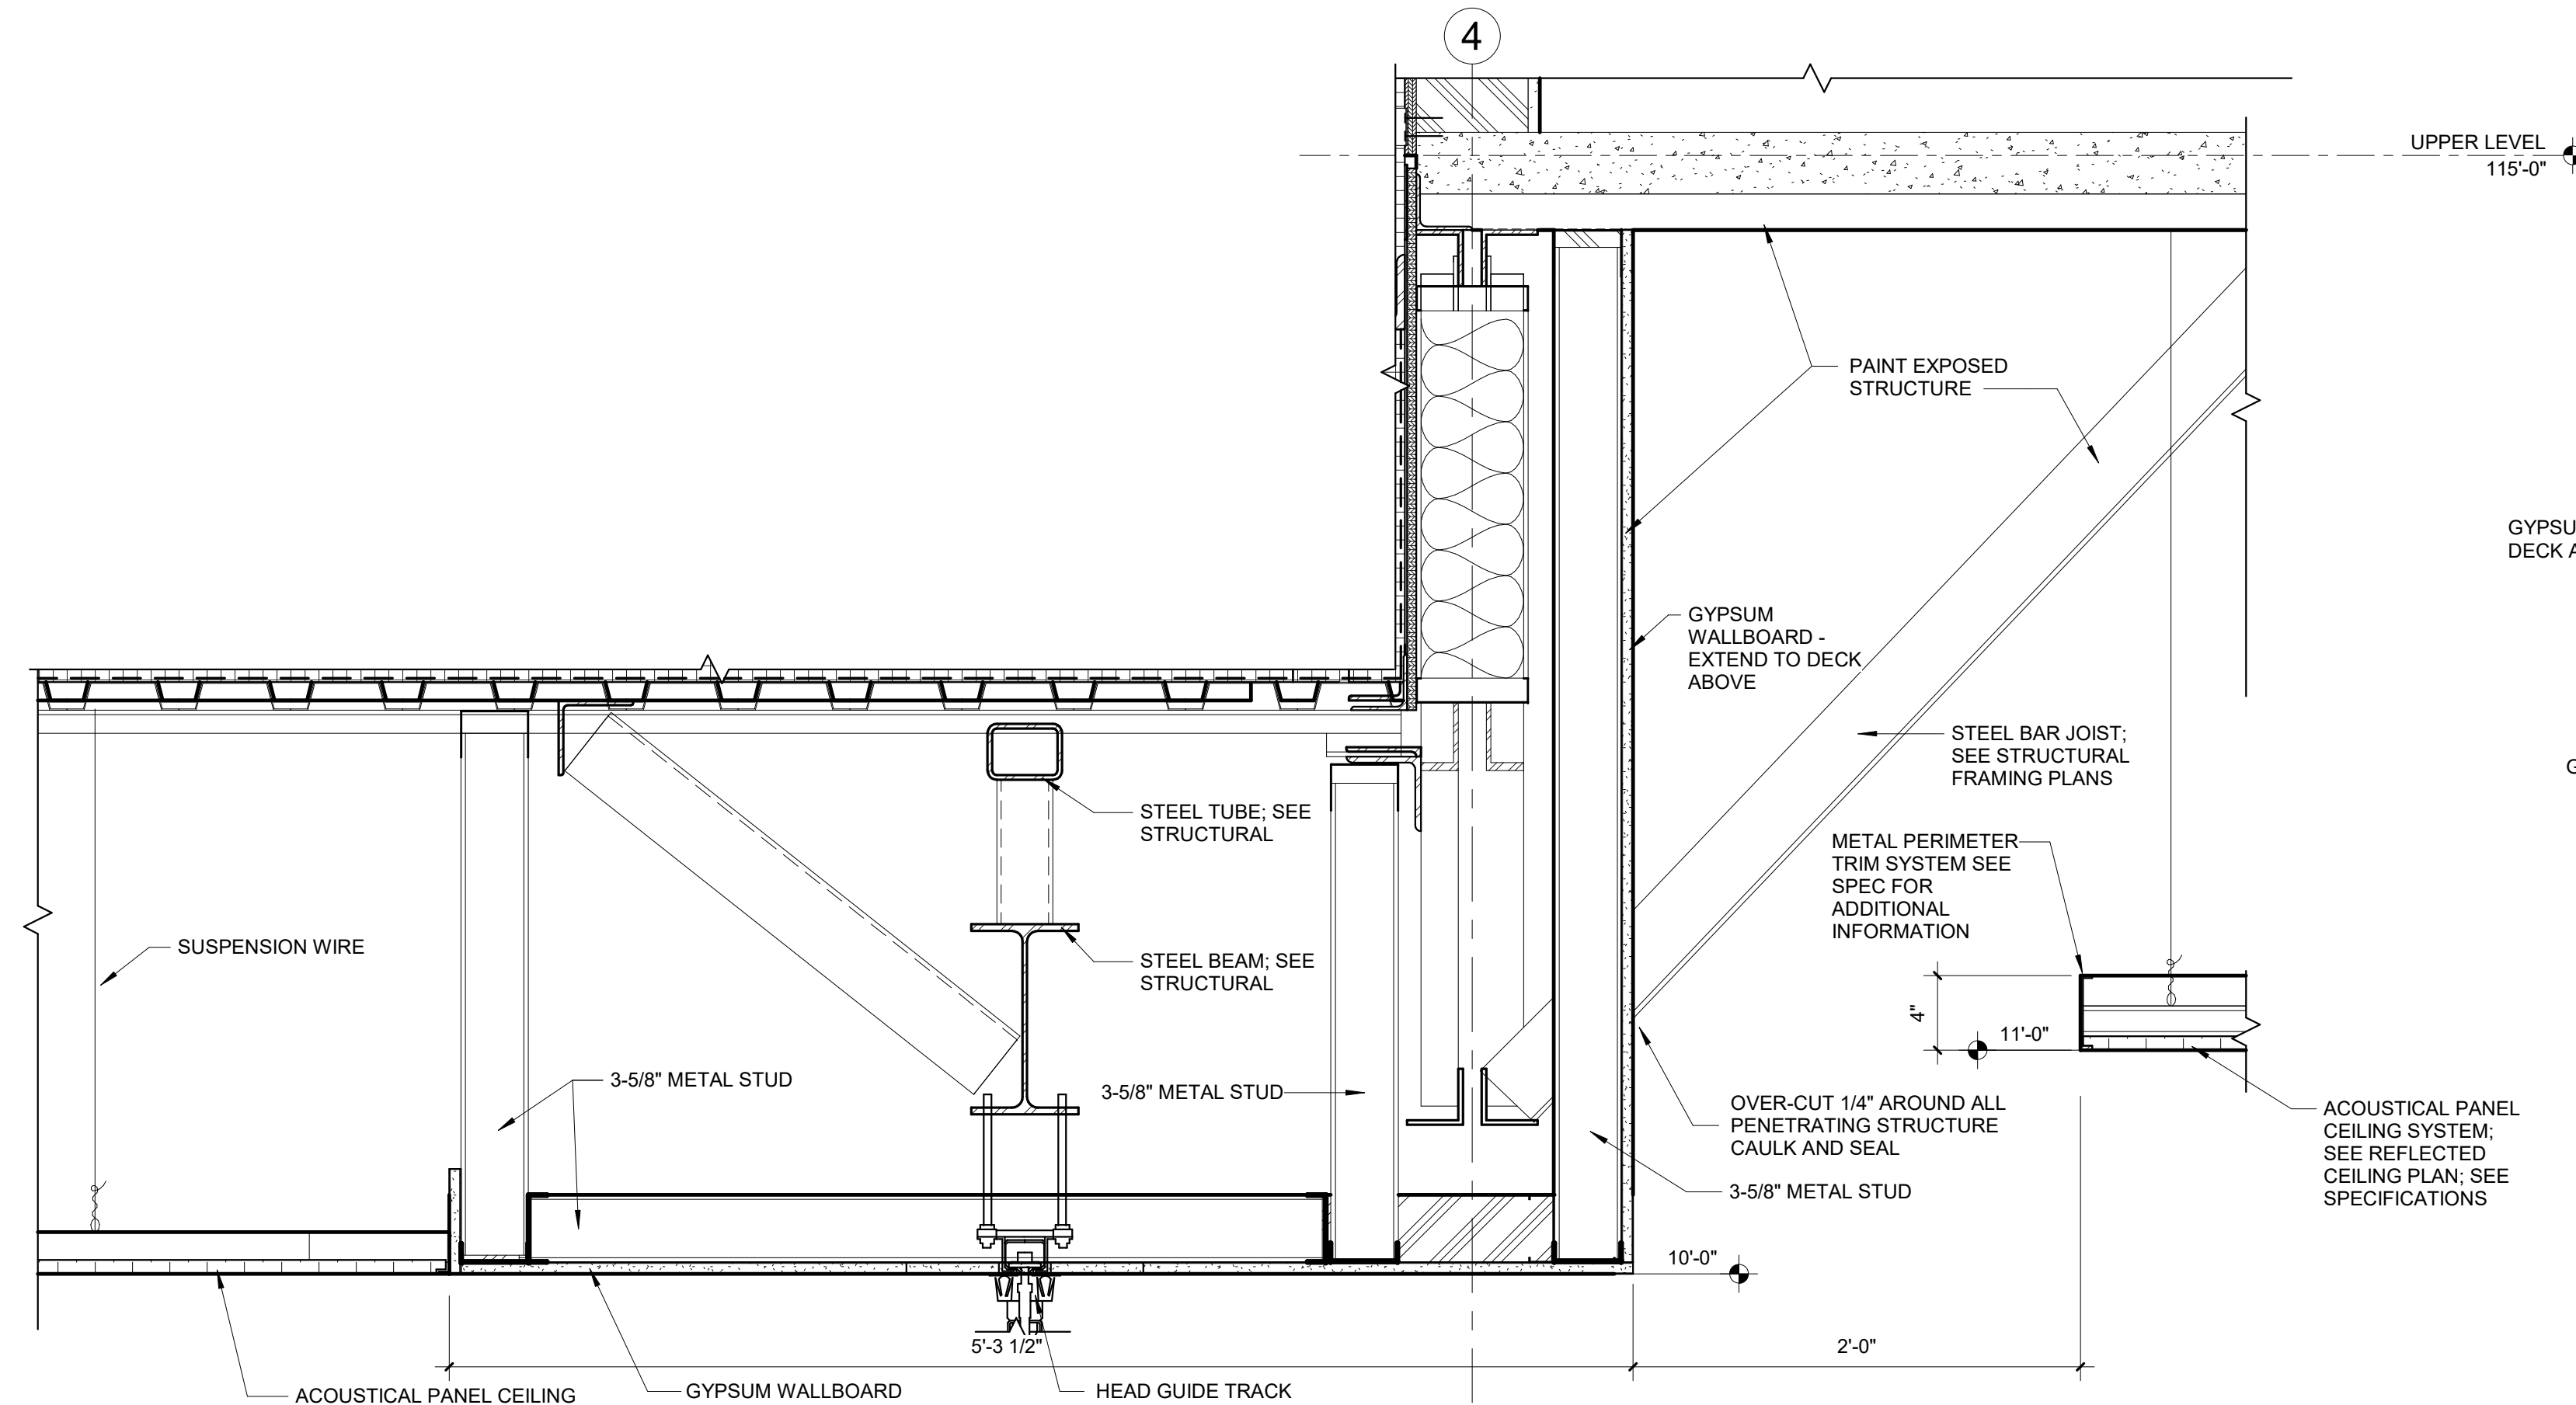 4
UPPER LEVEL
115'-0"
PAINT EXPOSED
STRUCTURE
GYPSU
DECK A
GYPSUM
WALLBOARD -
EXTEND TO DECK
ABOVE
STEEL BAR JOIST;
SEE STRUCTURAL
FRAMING PLANS
G
STEEL TUBE; SEE
STRUCTURAL
METAL PERIMETER
TRIM SYSTEM SEE
SPEC FOR
ADDITIONAL
INFORMATION
SUSPENSION WIRE
STEEL BEAM; SEE
STRUCTURAL
4"
11'-0"
3-5/8" METAL STUD
3-5/8" METAL STUD
OVER-CUT 1/4" AROUND ALL
PENETRATING STRUCTURE
CAULK AND SEAL
ACOUSTICAL PANEL
CEILING SYSTEM;
SEE REFLECTED
CEILING PLAN; SEE
SPECIFICATIONS
3-5/8" METAL STUD
10'-0"
5'-3 1/2"
2'-0"
ACOUSTICAL PANEL CEILING
GYPSUM WALLBOARD
HEAD GUIDE TRACK